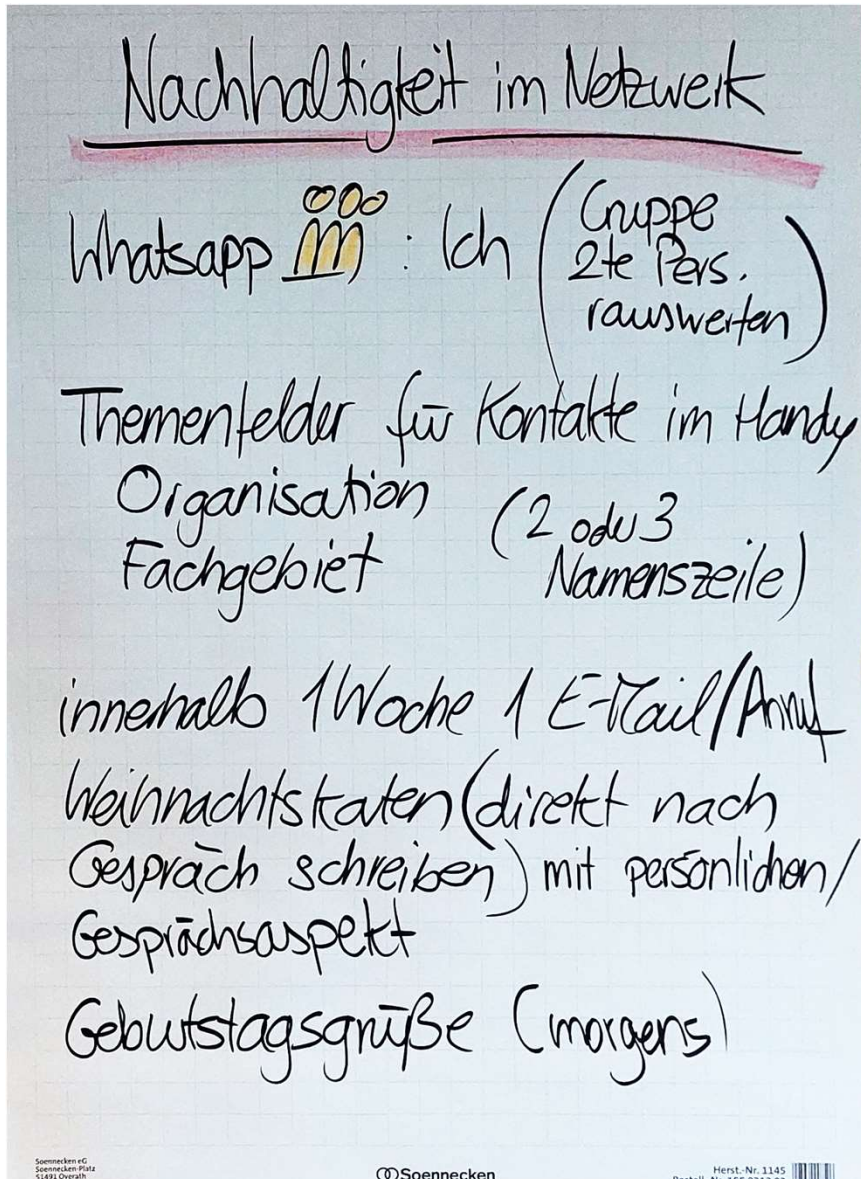 Nachhaltigkeit im Netzwerk
Whatsapp : Ich (Gruppe
2te Pers.
rauswerfen)
Themenfelder für Kontakte im Handy
Organisation (2 oder 3
Fachgebiet Namenszeile)
innerhalb 1 Woche 1 E-Mail/Anruf
Weihnachtskarten (direkt nach
Gespräch schreiben) mit persönlichen/
Gesprächsaspekt
Geburtstagsgrüße (morgens)
Soennecken eG
Soennecken-Platz
51491 Overath
Soennecken
Herst.-Nr. 1145